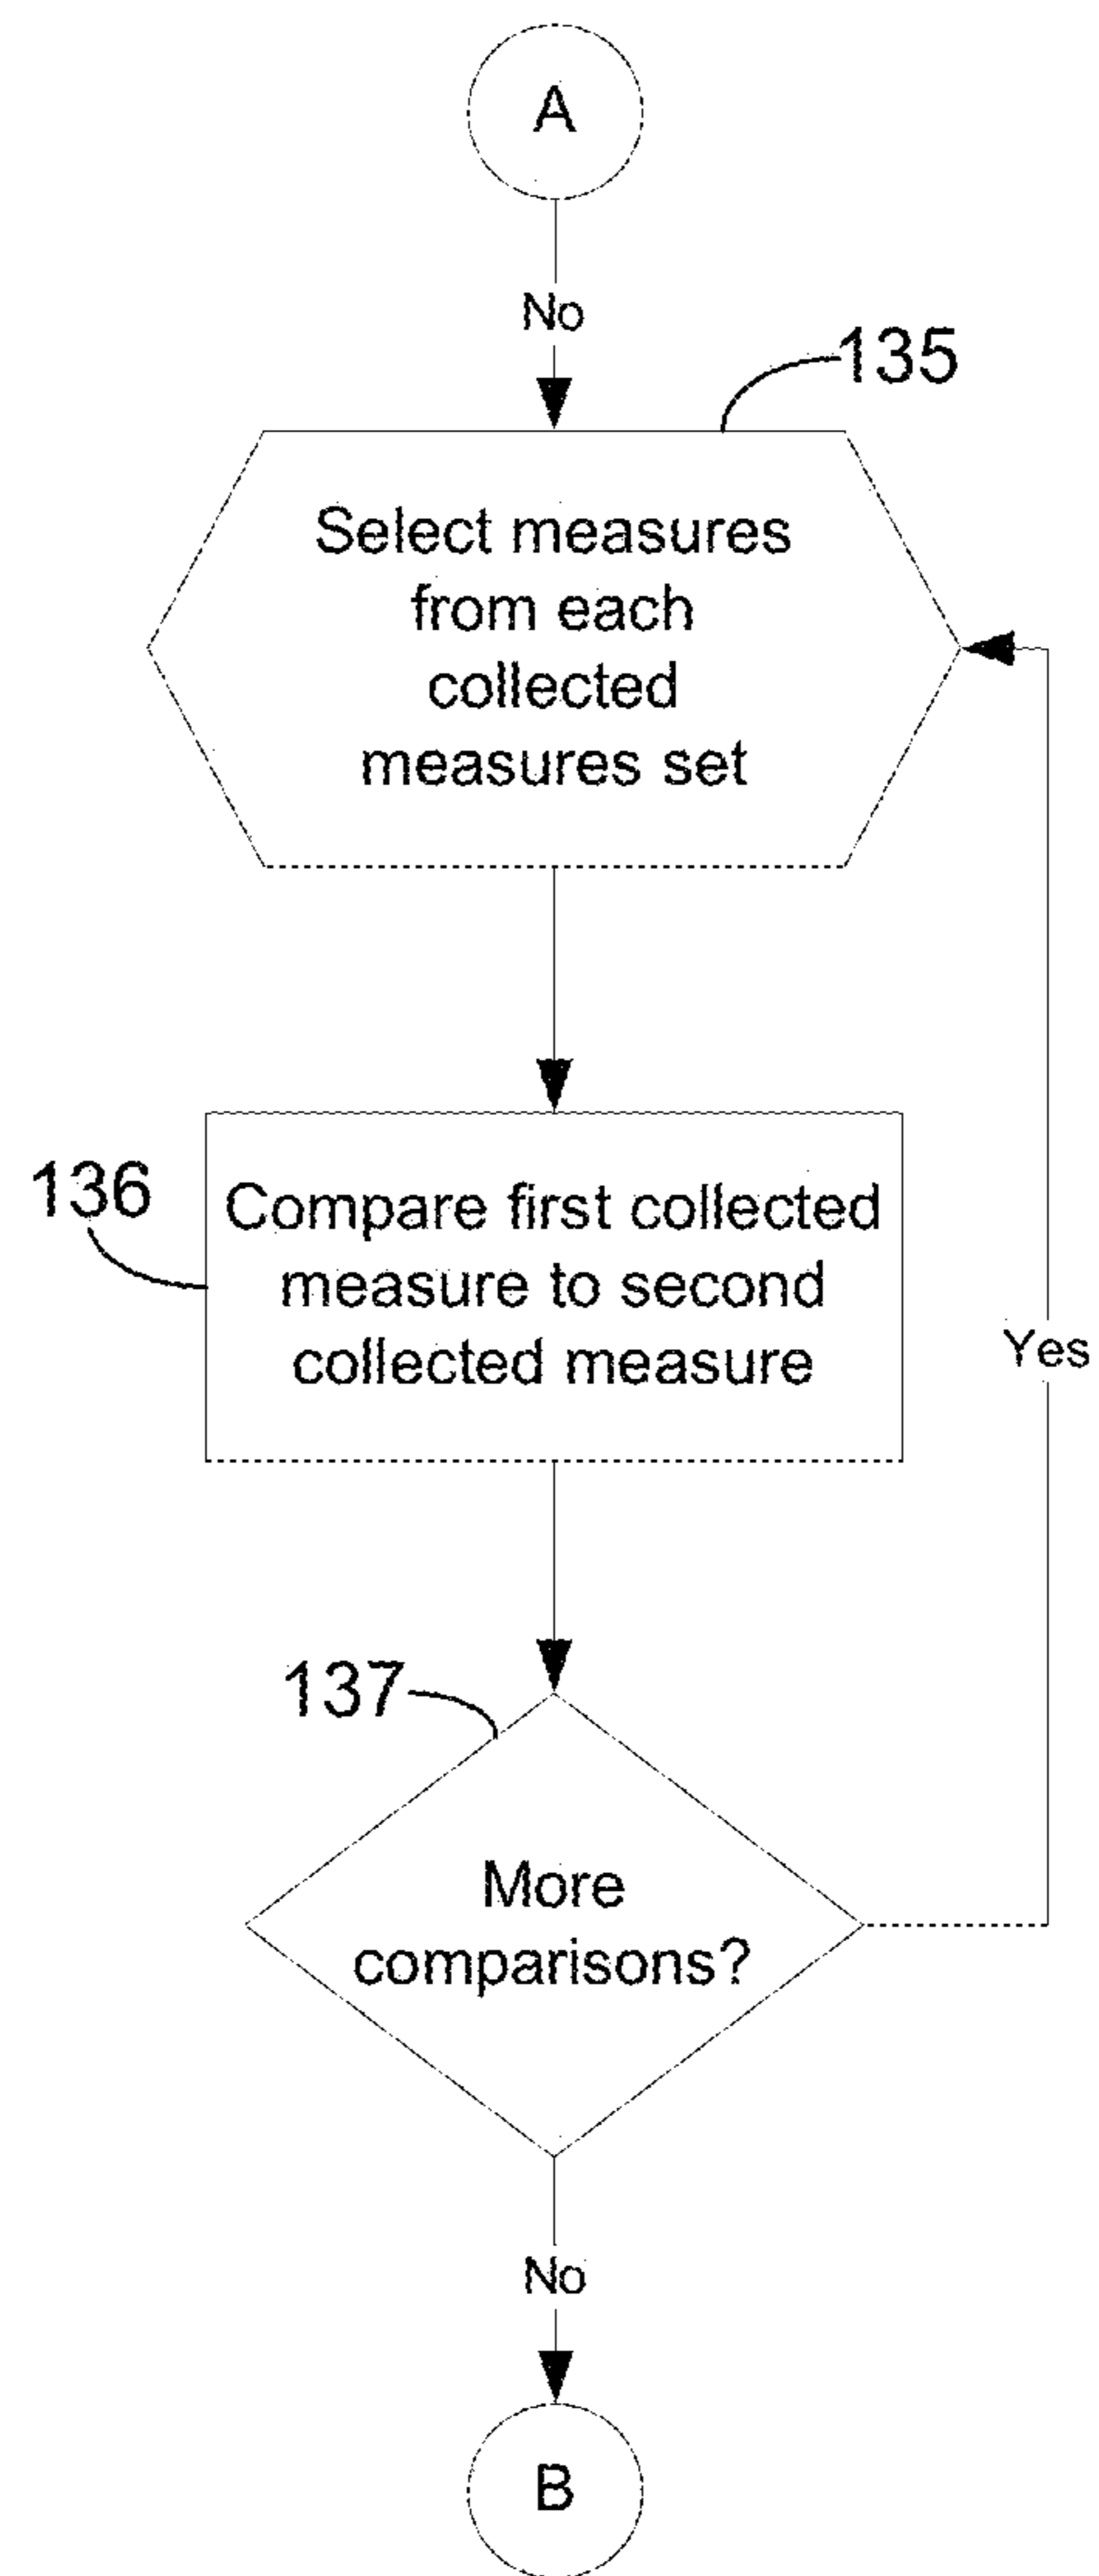 A
No
135
Select measures
from each
collected
measures set
136
Compare first collected
measure to second
collected measure
Yes
137
More
comparisons?
No
B